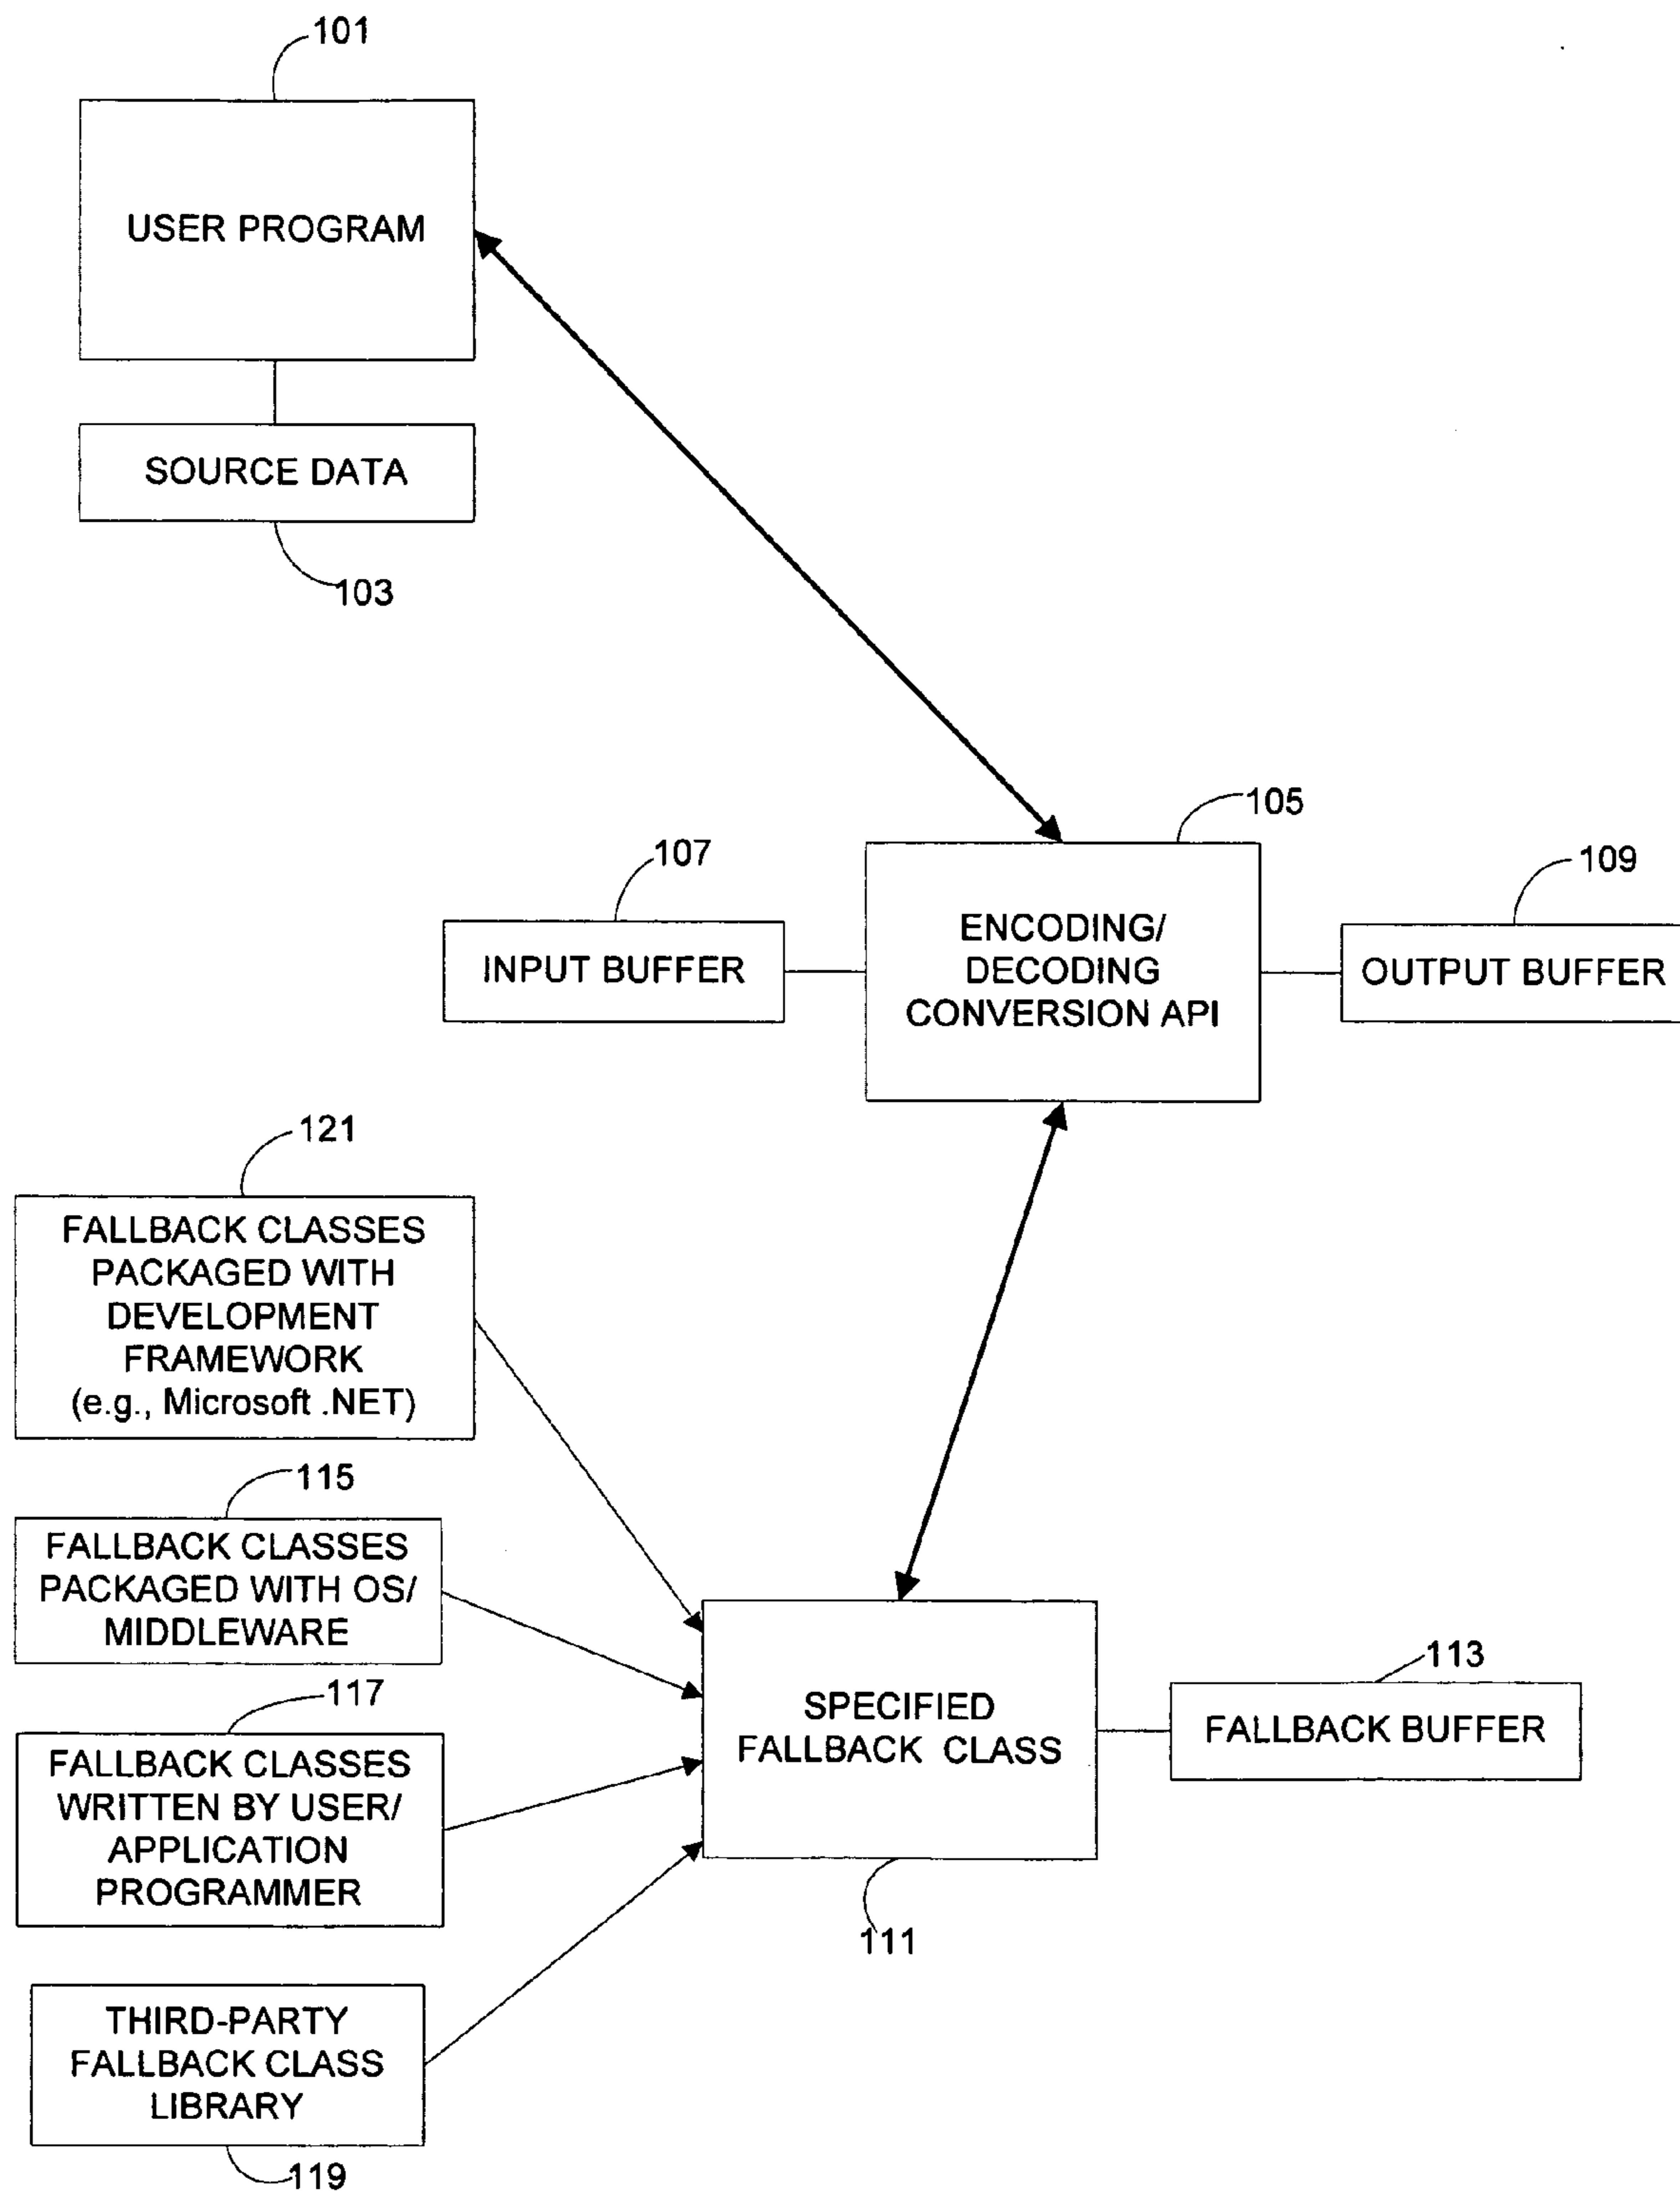 101
USER PROGRAM
SOURCE DATA
103
105
107
109
ENCODING/
DECODING
CONVERSION API
INPUT BUFFER
OUTPUT BUFFER
121
FALLBACK CLASSES
PACKAGED WITH
DEVELOPMENT
FRAMEWORK
(e.g., Microsoft .NET)
115
FALLBACK CLASSES
PACKAGED WITH OS/
MIDDLEWARE
117
FALLBACK CLASSES
WRITTEN BY USER/
APPLICATION
PROGRAMMER
SPECIFIED
FALLBACK CLASS
113
FALLBACK BUFFER
111
THIRD-PARTY
FALLBACK CLASS
LIBRARY
119